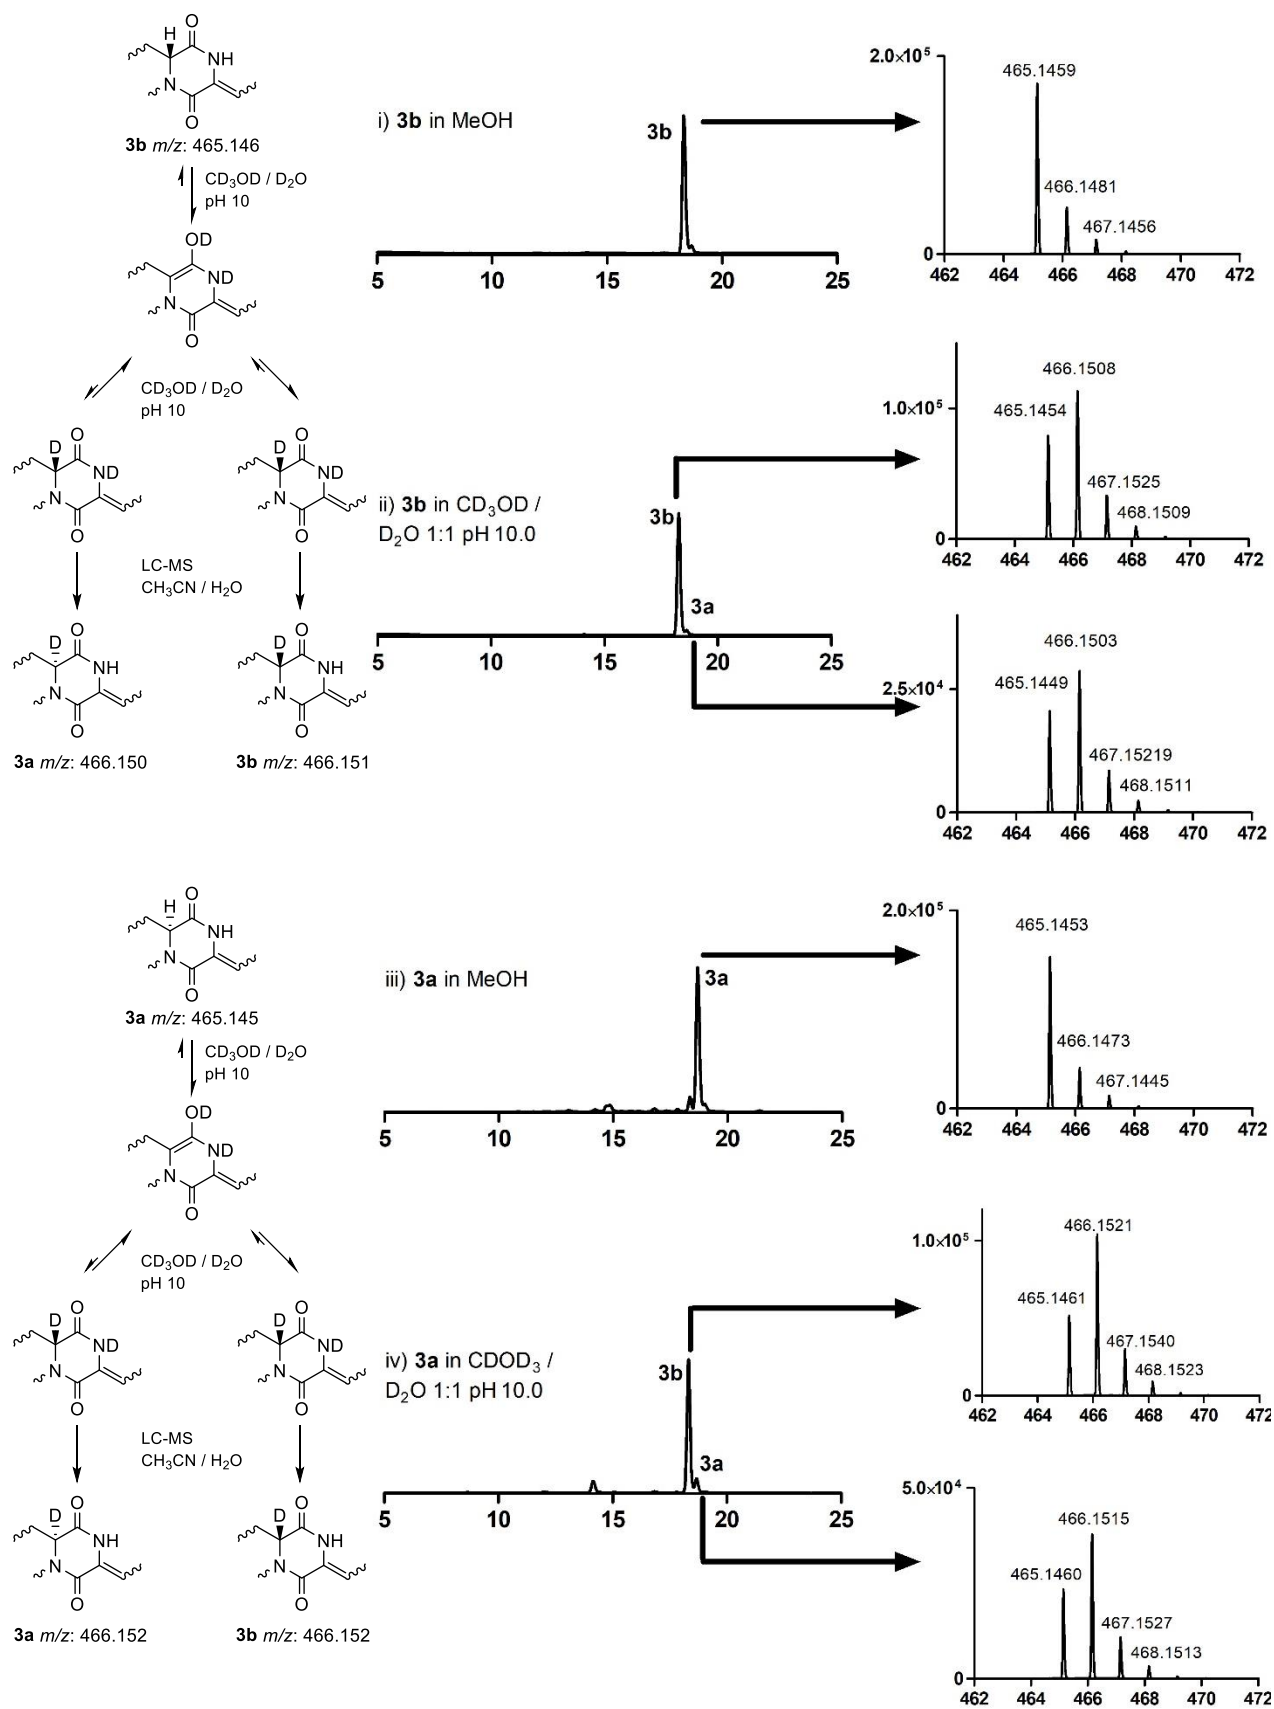 O
H
NH
N
O
3b m/z: 465.146
CD3OD / D2O
pH 10
OD
ND
N
O
CD3OD / D2O
pH 10
O
D
ND
N
O
O
D
ND
N
O
LC-MS
CH3CN / H2O
O
D
NH
N
O
3a m/z: 466.150
O
D
NH
N
O
3b m/z: 466.151
i) 3b in MeOH
3b
5 10 15 20 25
2.0×10^5
465.1459
466.1481
467.1456
0
462 464 466 468 470 472
ii) 3b in CD3OD /
D2O 1:1 pH 10.0
3b
3a
5 10 15 20 25
466.1508
1.0×10^5
465.1454
467.1525
468.1509
0
462 464 466 468 470 472
466.1503
2.5×10^4
465.1449
467.15219
468.1511
0
462 464 466 468 470 472
O
H
NH
N
O
3a m/z: 465.145
CD3OD / D2O
pH 10
OD
ND
N
O
CD3OD / D2O
pH 10
O
D
ND
N
O
O
D
ND
N
O
LC-MS
CH3CN / H2O
O
D
NH
N
O
3a m/z: 466.152
O
D
NH
N
O
3b m/z: 466.152
iii) 3a in MeOH
3a
5 10 15 20 25
2.0×10^5
465.1453
466.1473
467.1445
0
462 464 466 468 470 472
iv) 3a in CDOD3 /
D2O 1:1 pH 10.0
3b
3a
5 10 15 20 25
466.1521
1.0×10^5
465.1461
467.1540
468.1523
0
462 464 466 468 470 472
5.0×10^4
466.1515
465.1460
467.1527
468.1513
0
462 464 466 468 470 472